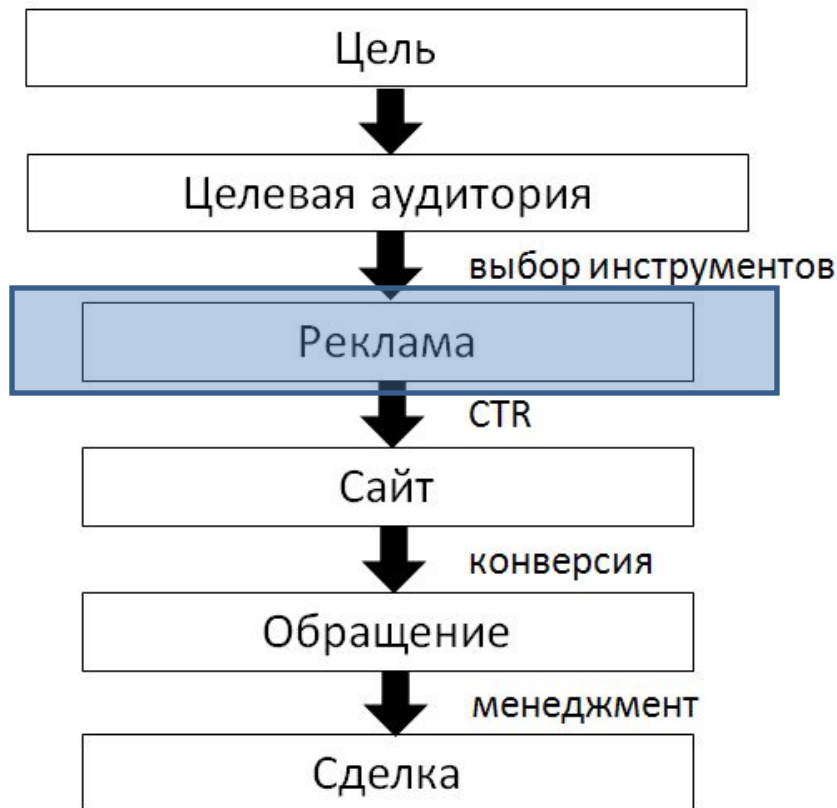 Цель
Целевая аудитория
выбор инструментов
Реклама
CTR
Сайт
конверсия
Обращение
менеджмент
Сделка